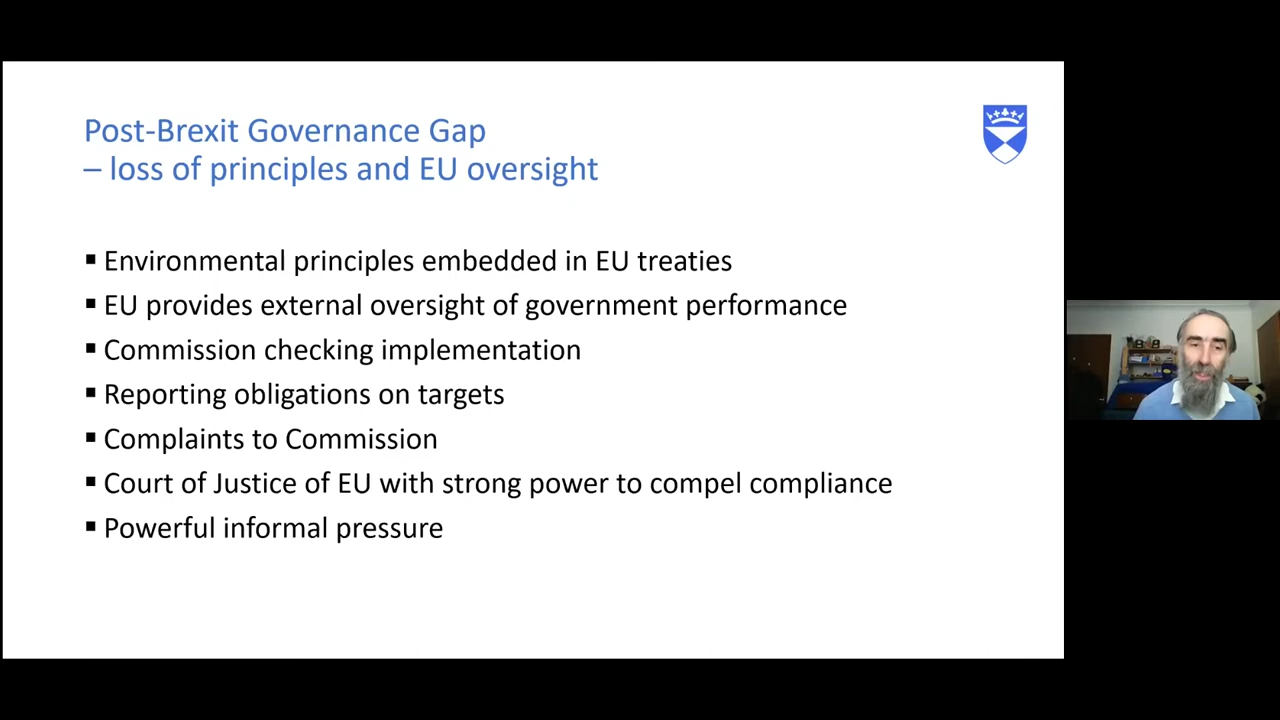 Post-Brexit Governance Gap
– loss of principles and EU oversight
▪ Environmental principles embedded in EU treaties
▪ EU provides external oversight of government performance
▪ Commission checking implementation
▪ Reporting obligations on targets
▪ Complaints to Commission
▪ Court of Justice of EU with strong power to compel compliance
▪ Powerful informal pressure